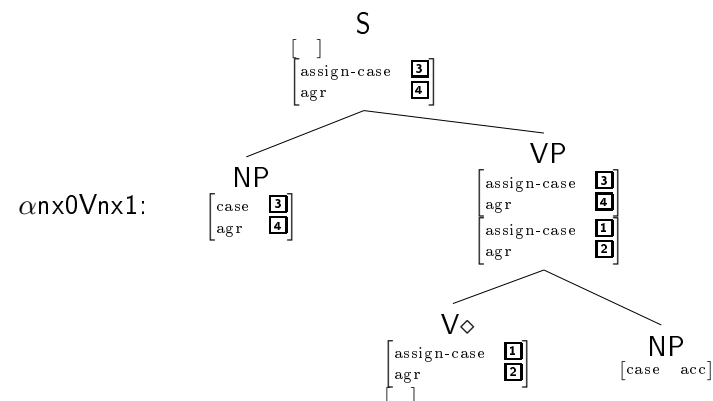 S
[ ]
[assign-case 3
agr 4]
VP
NP
[assign-case 3
agr 4]
αnx0Vnx1:
[case 3
agr 4]
[assign-case 1
agr 2]
V◇
NP
[assign-case 1
agr 2]
[case acc]
[ ]